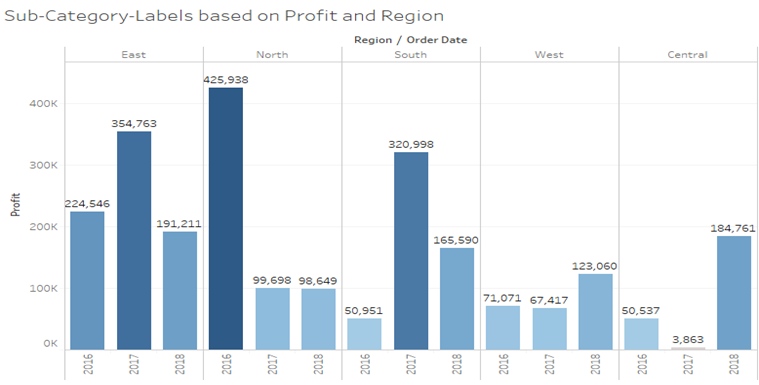 Sub-Category-Labels based on Profit and Region
Region / Order Date
East North South West Central
Profit
400K
300K
200K
100K
0K
224,546 354,763 191,211 425,938 99,698 98,649 50,951 320,998 165,590 71,071 67,417 123,060 50,537 3,863 184,761
2016 2017 2018 2016 2017 2018 2016 2017 2018 2016 2017 2018 2016 2017 2018